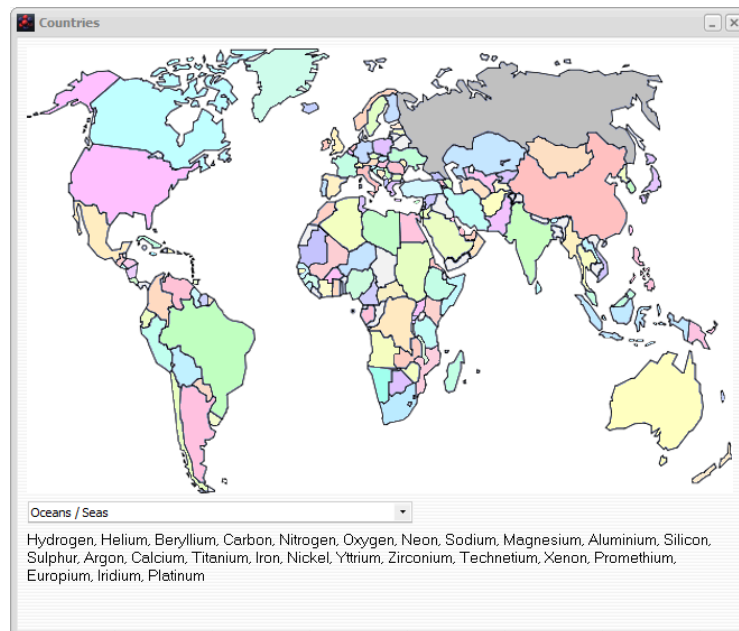 Countries
Oceans / Seas
Hydrogen, Helium, Beryllium, Carbon, Nitrogen, Oxygen, Neon, Sodium, Magnesium, Aluminium, Silicon,
Sulphur, Argon, Calcium, Titanium, Iron, Nickel, Yttrium, Zirconium, Technetium, Xenon, Promethium,
Europium, Iridium, Platinum